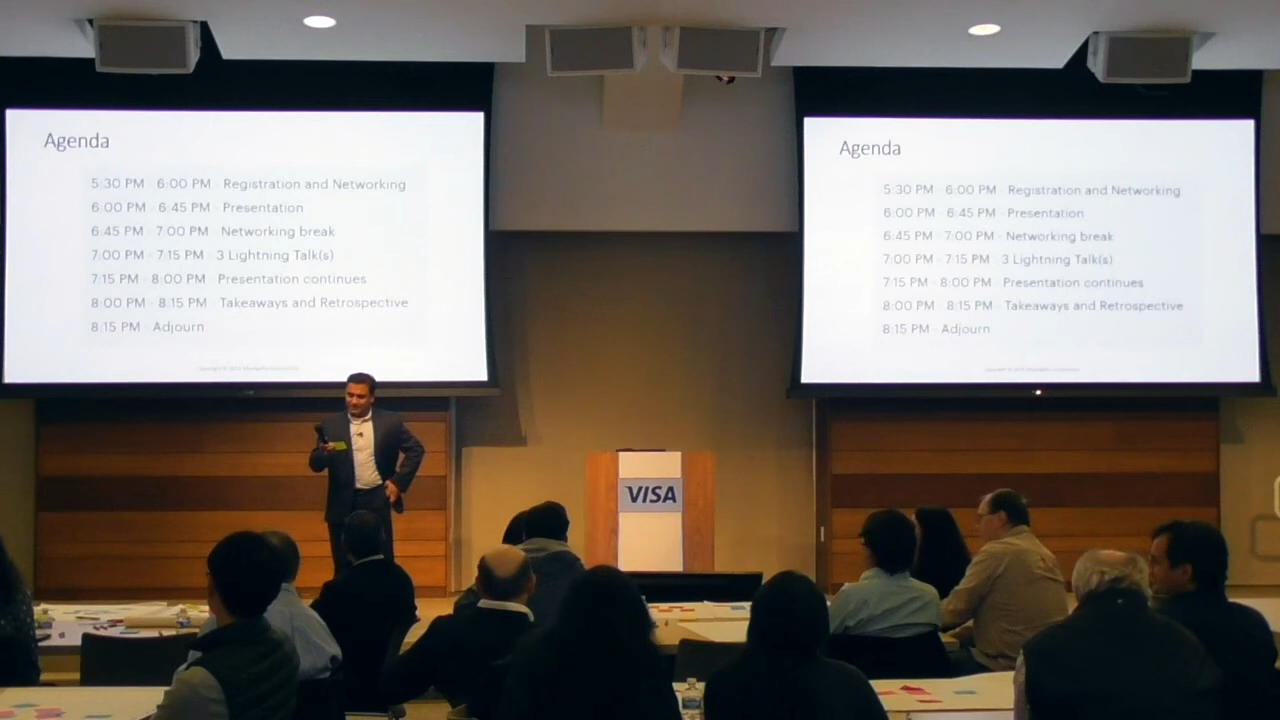 Agenda
5:30 PM - 6:00 PM - Registration and Networking
6:00 PM - 6:45 PM - Presentation
6:45 PM - 7:00 PM - Networking break
7:00 PM - 7:15 PM - 3 Lightning Talk(s)
7:15 PM - 8:00 PM - Presentation continues
8:00 PM - 8:15 PM - Takeaways and Retrospective
8:15 PM - Adjourn
Agenda
5:30 PM - 6:00 PM - Registration and Networking
6:00 PM - 6:45 PM - Presentation
6:45 PM - 7:00 PM - Networking break
7:00 PM - 7:15 PM - 3 Lightning Talk(s)
7:15 PM - 8:00 PM - Presentation continues
8:00 PM - 8:15 PM - Takeaways and Retrospective
8:15 PM - Adjourn
VISA